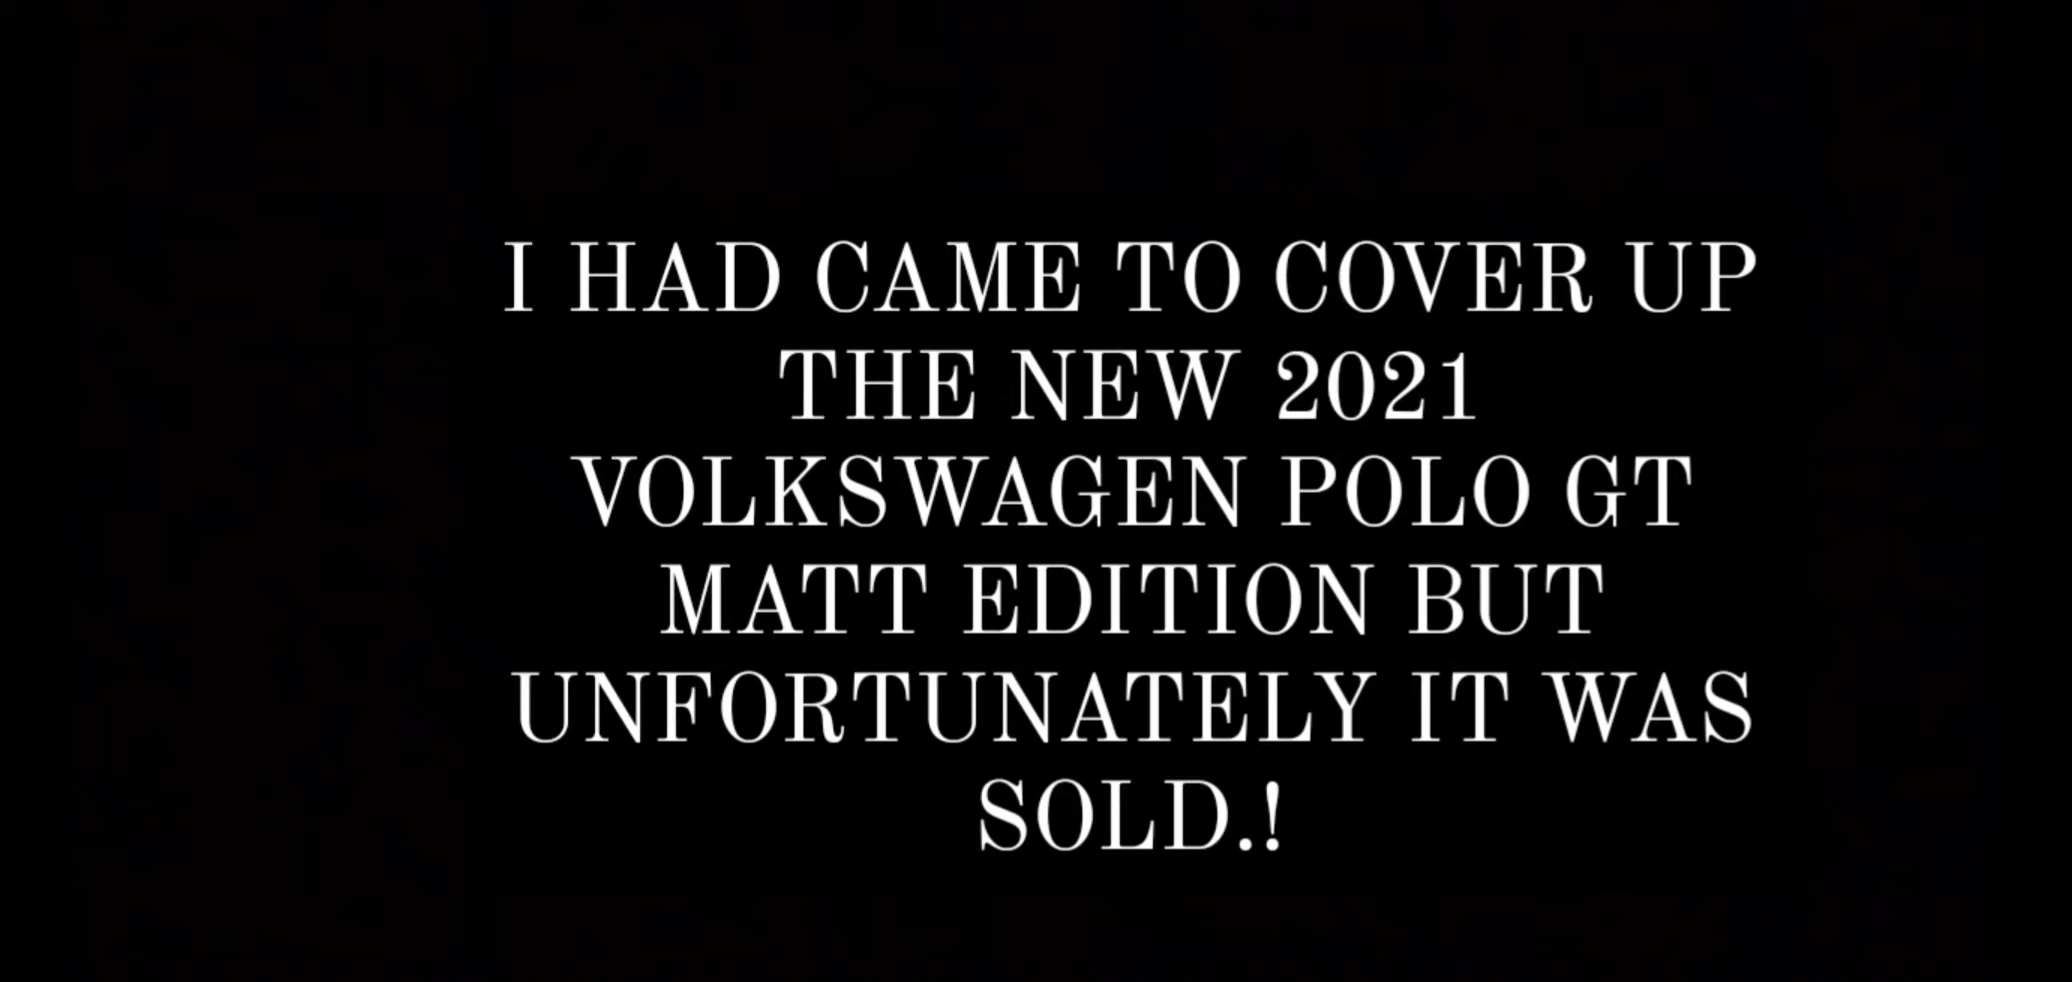 I HAD CAME TO COVER UP
THE NEW 2021
VOLKSWAGEN POLO GT
MATT EDITION BUT
UNFORTUNATELY IT WAS
SOLD.!